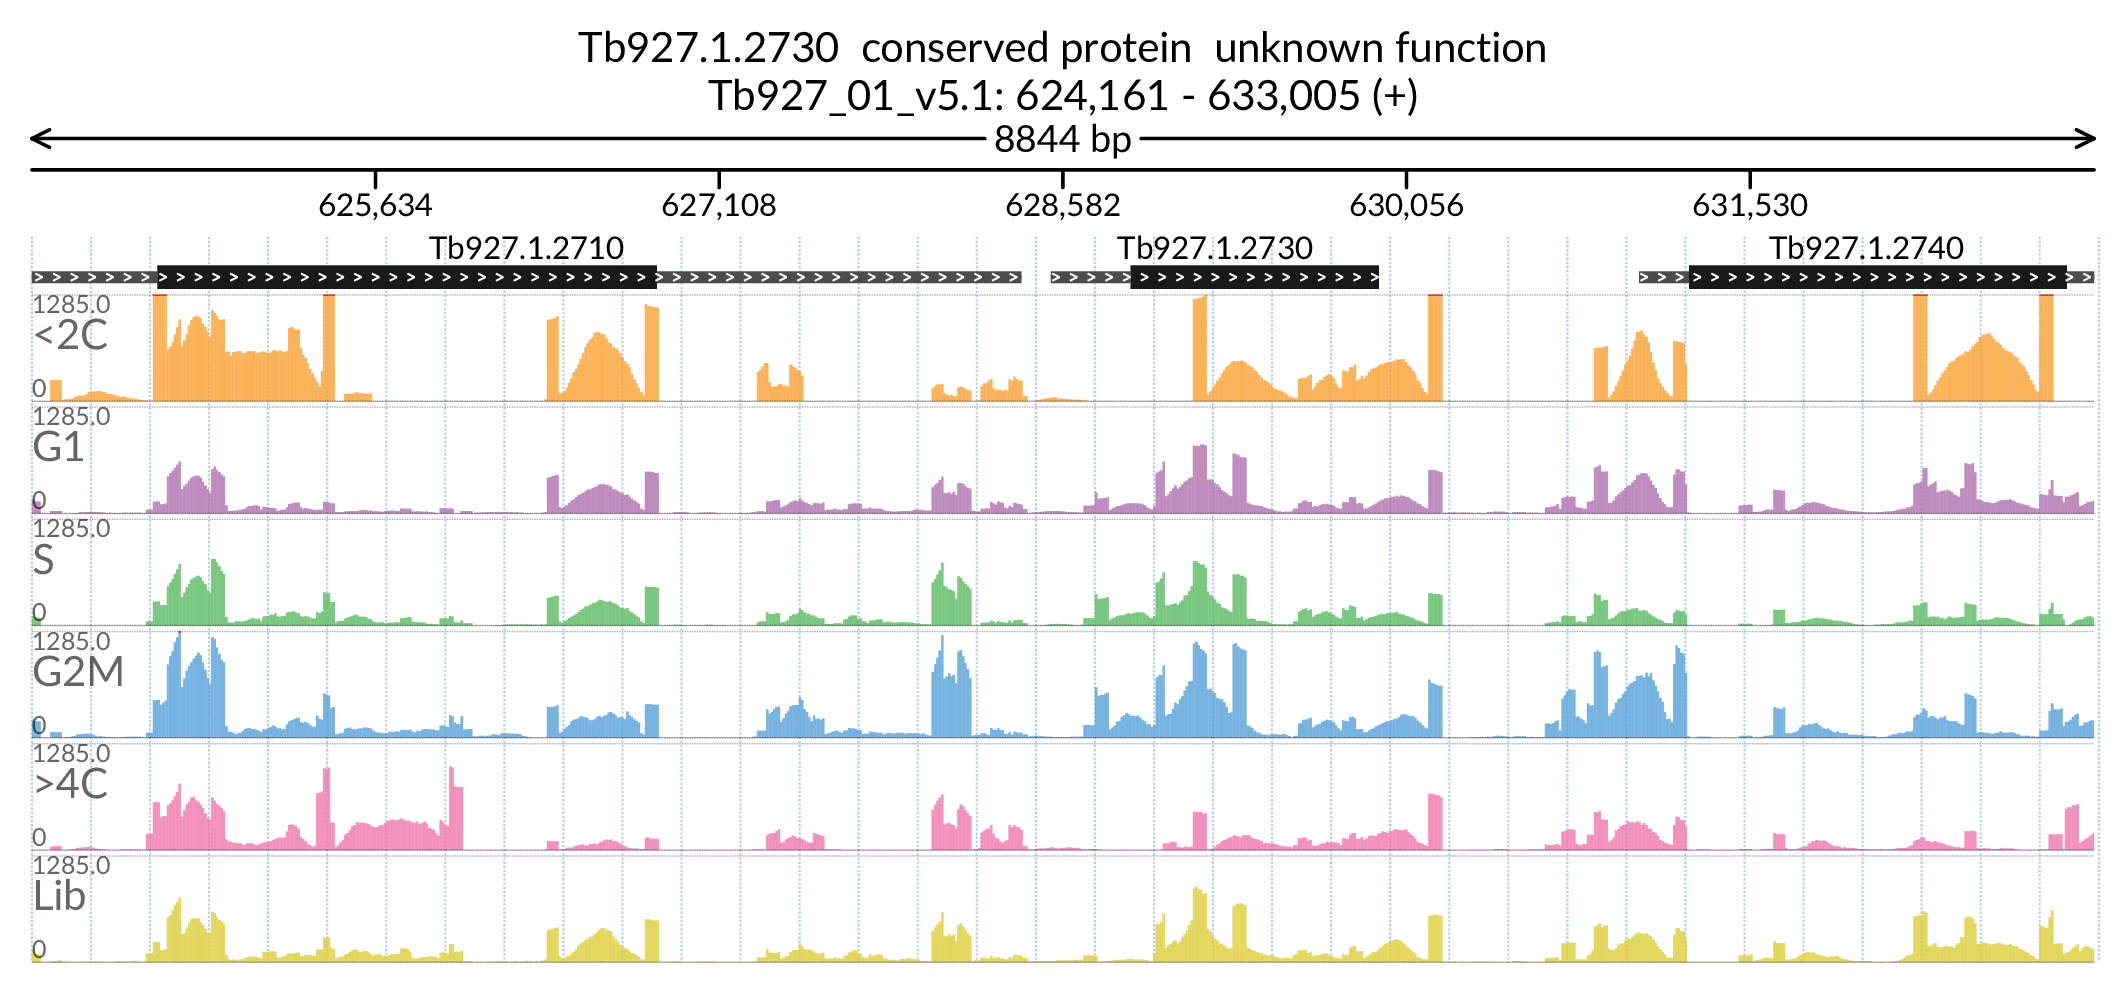 Tb927.1.2730  conserved protein  unknown function
Tb927_01_v5.1: 624,161 - 633,005 (+)
8844 bp
625,634 627,108 628,582 630,056 631,530
Tb927.1.2710 Tb927.1.2730 Tb927.1.2740
1285.0
<2C
0
1285.0
G1
0
1285.0
S
0
1285.0
G2M
0
1285.0
>4C
0
1285.0
Lib
0